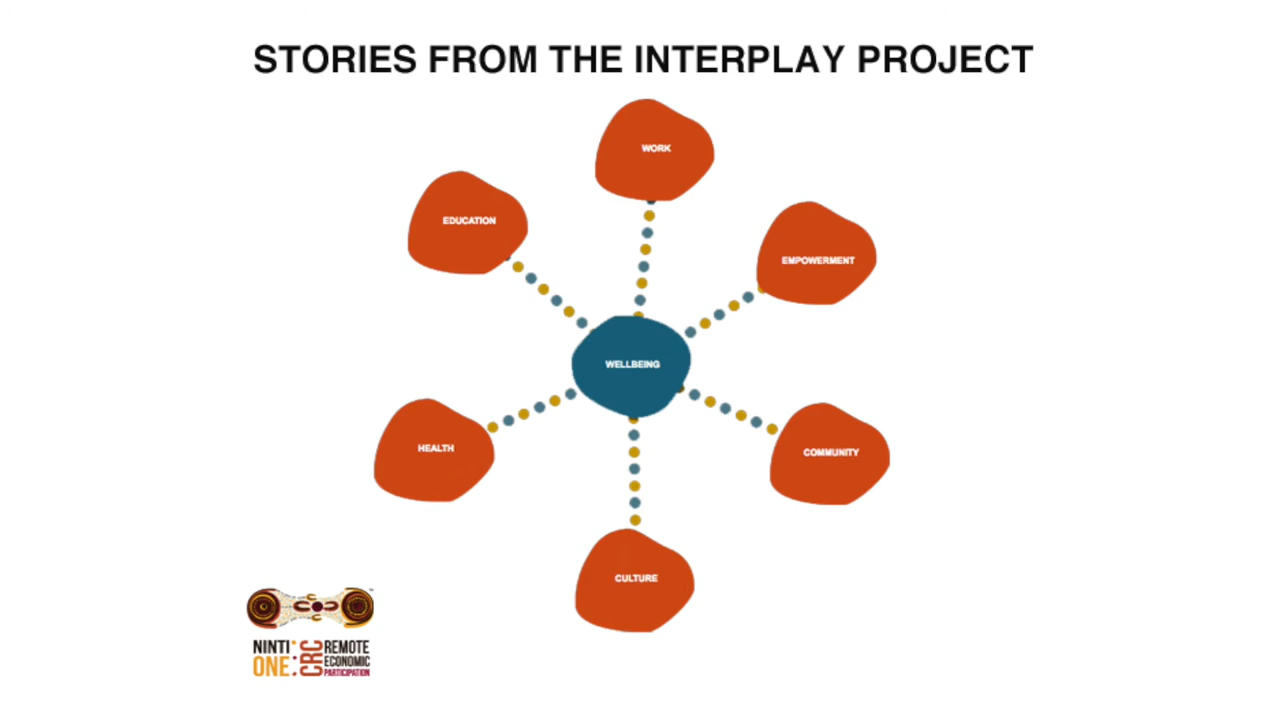 STORIES FROM THE INTERPLAY PROJECT
WORK
EDUCATION
EMPOWERMENT
WELLBEING
HEALTH
COMMUNITY
CULTURE
NINTI
ONE
CRC
REMOTE
ECONOMIC
PARTICIPATION